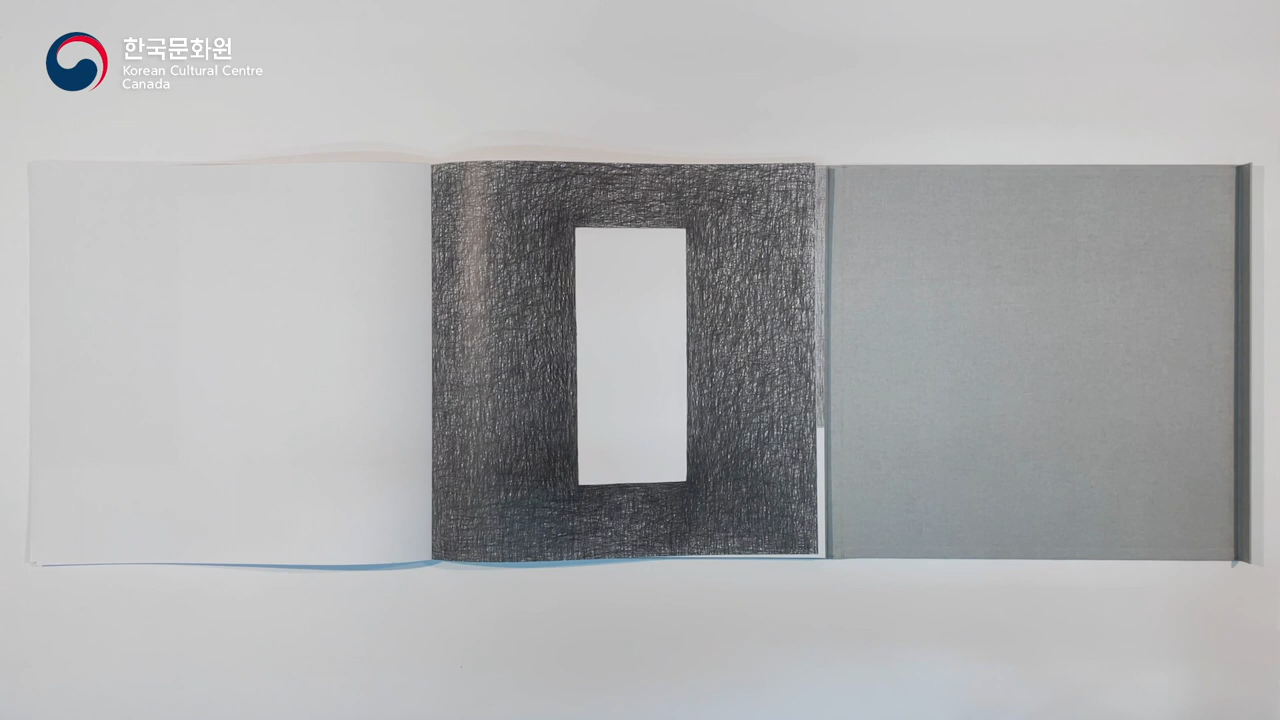 한국문화원
Korean Cultural Centre
Canada